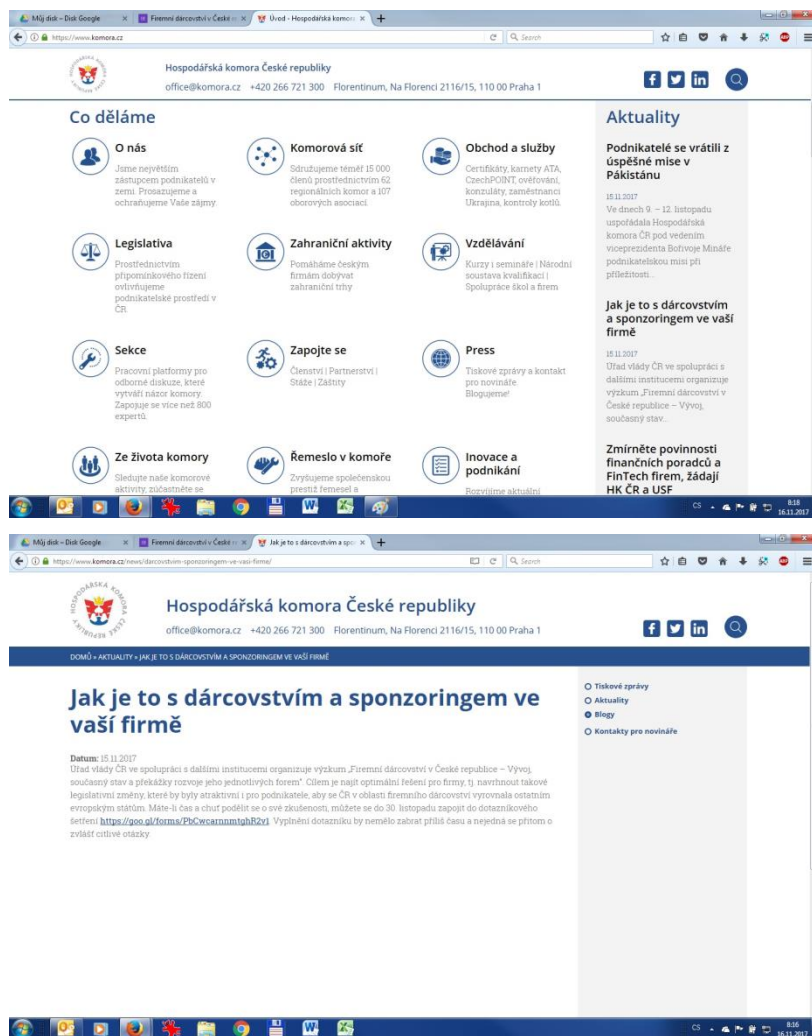 Můj disk – Disk Google
Firemní dárcovství v České r
Úvod - Hospodářská komora
https://www.komora.cz
Search
Hospodářská komora České republiky
office@komora.cz +420 266 721 300 Florentinum, Na Florenci 2116/15, 110 00 Praha 1
Co děláme
O nás
Jsme největším
zástupcem podnikatelů v
zemi. Prosazujeme a
ochraňujeme Vaše zájmy.
Komorová síť
Sdružujeme téměř 15 000
členů prostřednictvím 62
regionálních komor a 107
oborových asociací
Obchod a služby
Certifikáty, karnety ATA,
CzechPOINT, ověřování,
konzuláty, zaměstnanci
Ukrajina, kontroly kotlů.
Legislativa
Prostřednictvím
připomínkového řízení
ovlivňujeme
podnikatelské prostředí v
ČR.
Zahraniční aktivity
Pomáháme českým
firmám dobývat
zahraniční trhy
Vzdělávání
Kurzy i semináře | Národní
soustava kvalifikací |
Spolupráce škol a firem
Sekce
Pracovní platformy pro
odborné diskuze, které
vytváří názor komory.
Zapojuje se více než 800
expertů.
Zapojte se
Členství | Partnerství |
Stáže | Záštity
Press
Tiskové zprávy a kontakt
pro novináře.
Blogujeme!
Ze života komory
Sledujte naše komorové
aktivity, zúčastněte se
Řemeslo v komoře
Zvyšujeme společenskou
prestiž řemesel a
Inovace a
podnikání
Rozvíjíme aktuální
Aktuality
Podnikatelé se vrátili z
úspěšné mise v
Pákistánu
15.11.2017
Ve dnech 9. – 12. listopadu
uspořádala Hospodářská
komora ČR pod vedením
viceprezidenta Bořivoje Mináře
podnikatelskou misi při
příležitosti...
Jak je to s dárcovstvím
a sponzoringem ve vaší
firmě
15.11.2017
Úřad vlády ČR ve spolupráci s
dalšími institucemi organizuje
výzkum „Firemní dárcovství v
České republice – Vývoj,
současný stav...
Zmírněte povinnosti
finančních poradců a
FinTech firem, žádají
HK ČR a USF
CS
8:18
16.11.2017
Můj disk – Disk Google
Firemní dárcovství v České r
Jak je to s dárcovstvím a spo
https://www.komora.cz/news/darcovstvim-sponzoringem-ve-vasi-firme/
Search
HOSPODÁŘSKÁ KOMORA ČESKÉ REPUBLIKY
Hospodářská komora České republiky
office@komora.cz +420 266 721 300 Florentinum, Na Florenci 2116/15, 110 00 Praha 1
DOMŮ » AKTUALITY » JAK JE TO S DÁRCOVSTVÍM A SPONZORINGEM VE VAŠÍ FIRMĚ
Jak je to s dárcovstvím a sponzoringem ve
vaší firmě
Datum: 15.11.2017
Úřad vlády ČR ve spolupráci s dalšími institucemi organizuje výzkum „Firemní dárcovství v České republice – Vývoj,
současný stav a překážky rozvoje jeho jednotlivých forem". Cílem je najít optimální řešení pro firmy, tj. navrhnout takové
legislativní změny, které by byly atraktivní i pro podnikatele, aby se ČR v oblasti firemního dárcovství vyrovnala ostatním
evropským státům. Máte-li čas a chuť podělit se o své zkušenosti, můžete se do 30. listopadu zapojit do dotazníkového
šetření https://goo.gl/forms/PbCwcarnnmtghR2v1. Vyplnění dotazníku by nemělo zabrat příliš času a nejedná se přitom o
zvlášť citlivé otázky.
Tiskové zprávy
Aktuality
Blogy
Kontakty pro novináře
CS
8:16
16.11.2017